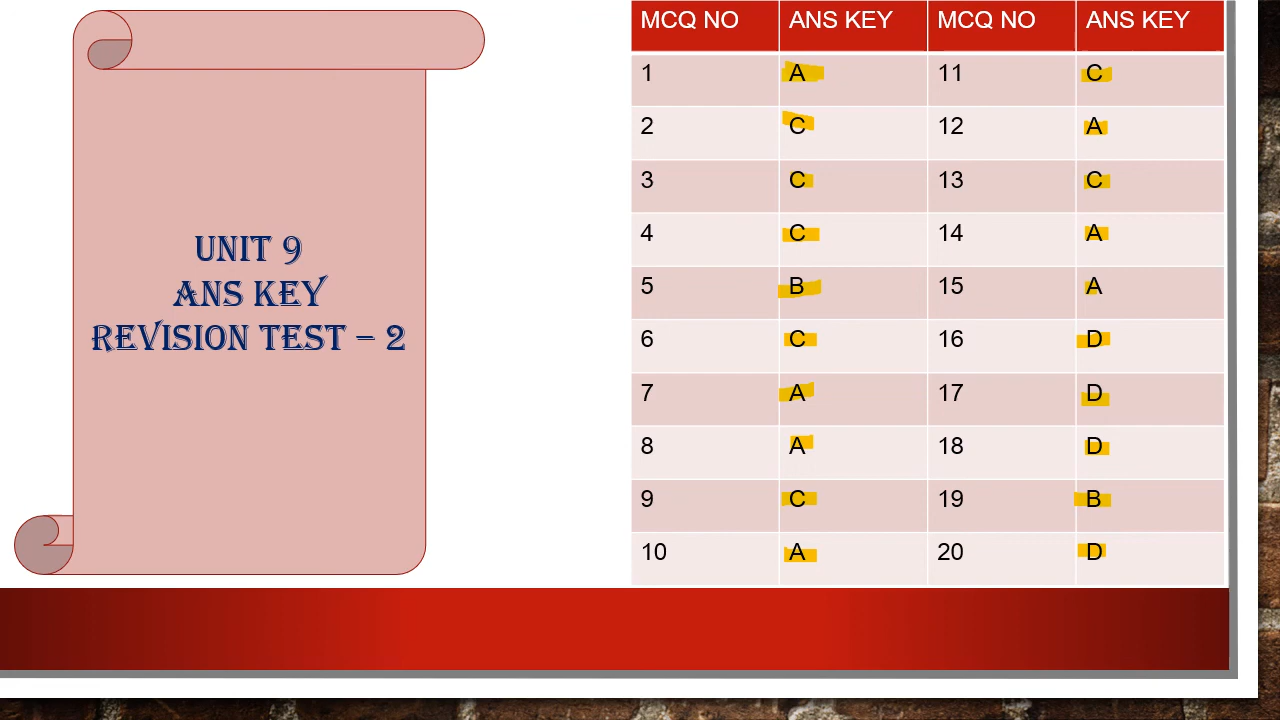 UNIT 9
ANS KEY
REVISION TEST – 2
MCQ NO ANS KEY MCQ NO ANS KEY
1 A 11 C
2 C 12 A
3 C 13 C
4 C 14 A
5 B 15 A
6 C 16 D
7 A 17 D
8 A 18 D
9 C 19 B
10 A 20 D